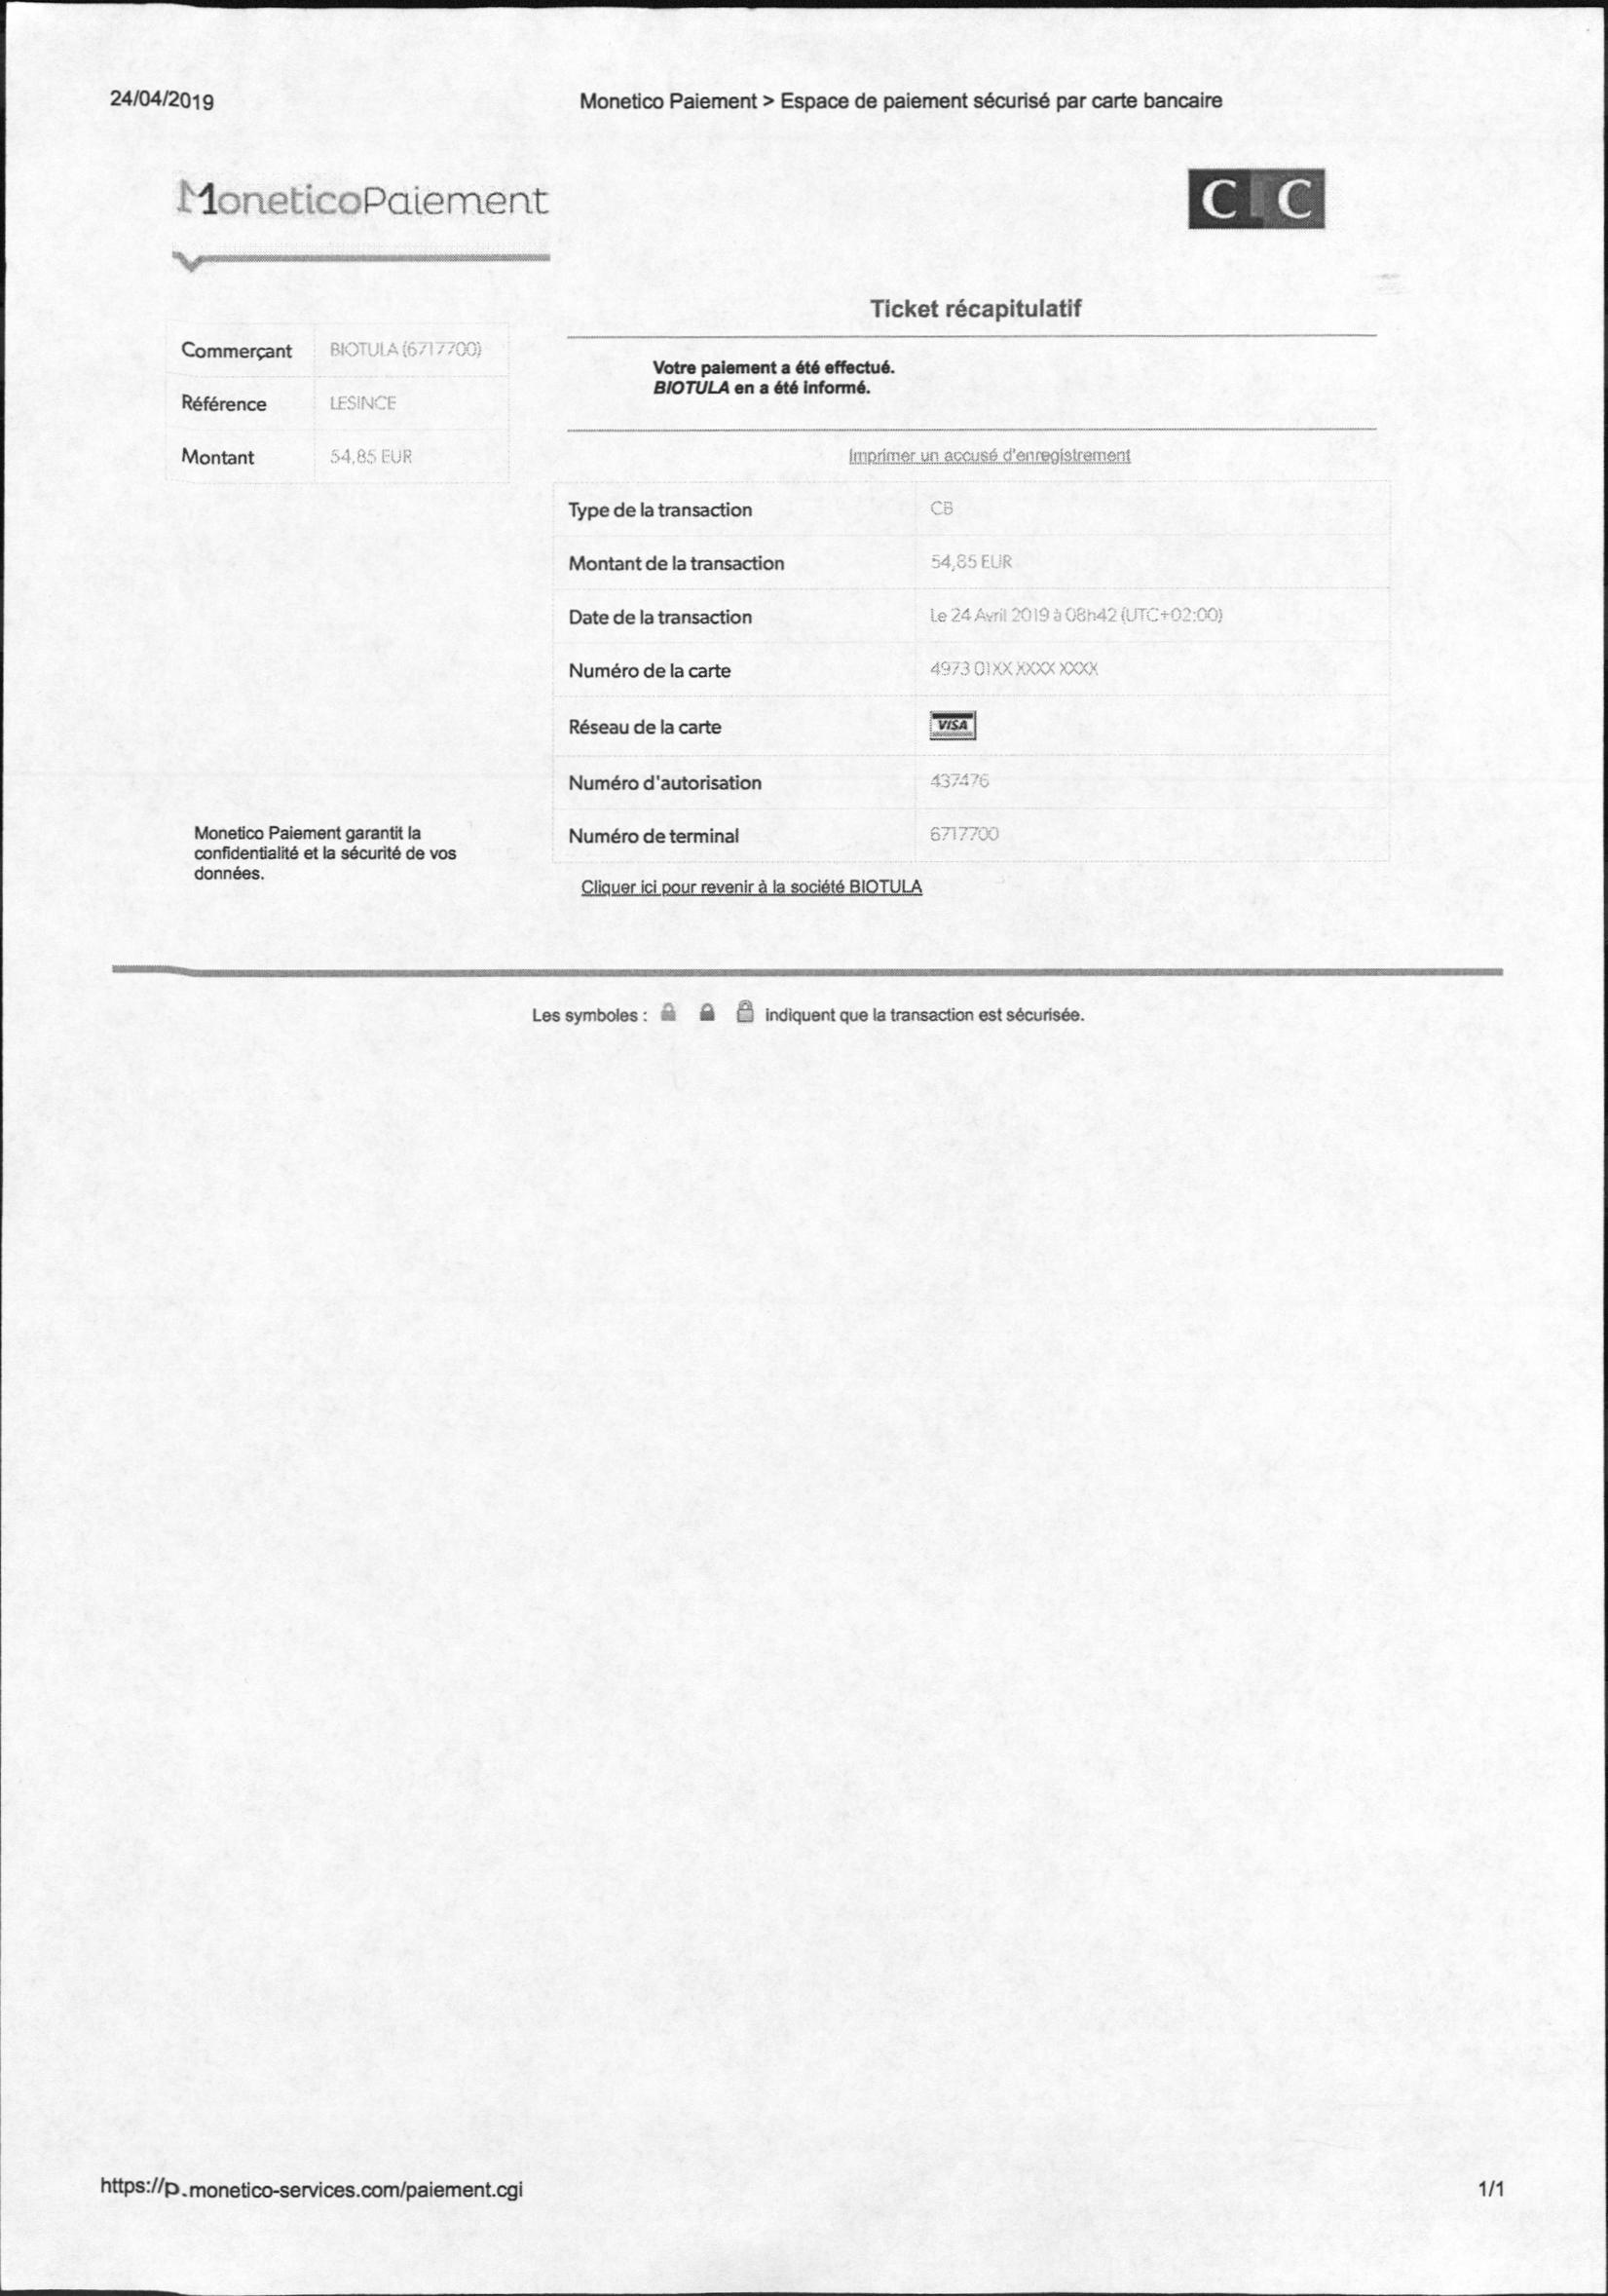 24/04/2019
Monetico Paiement > Espace de paiement sécurisé par carte bancaire
MoneticoPaiement
CIC
Ticket récapitulatif
Commerçant BIOTULA (6717700)
Référence LESINCE
Montant 54,85 EUR
Votre paiement a été effectué.
BIOTULA en a été informé.
Imprimer un accusé d'enregistrement
Type de la transaction CB
Montant de la transaction 54,85 EUR
Date de la transaction Le 24 Avril 2019 à 08h42 (UTC+02:00)
Numéro de la carte 4973 01XX XXXX XXXX
Réseau de la carte VISA
Numéro d'autorisation 437476
Numéro de terminal 6717700
Monetico Paiement garantit la
confidentialité et la sécurité de vos
données.
Cliquer ici pour revenir à la société BIOTULA
Les symboles : indiquent que la transaction est sécurisée.
https://p.monetico-services.com/paiement.cgi
1/1